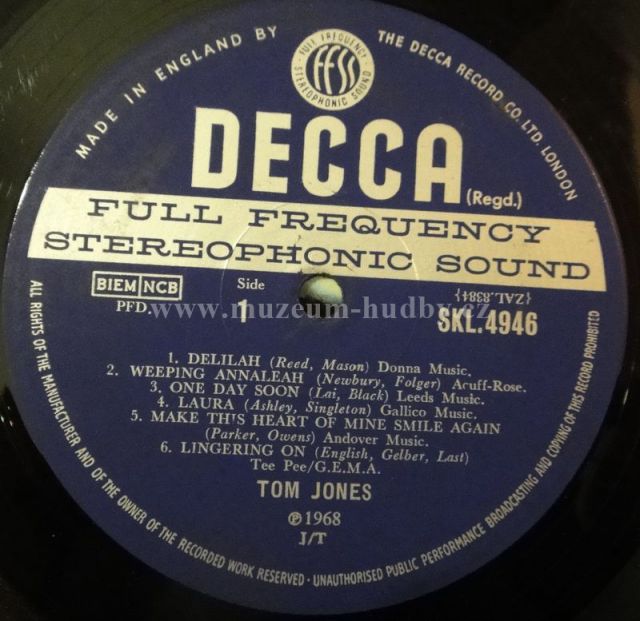 MADE IN ENGLAND BY THE DECCA RECORD CO. LTD. LONDON
FULL FREQUENCY STEREOPHONIC SOUND
FFSS
DECCA (Regd.)
FULL FREQUENCY
STEREOPHONIC SOUND
BIEM NCB
PFD.
Side
1
{ZAL.8384}
SKL.4946
www.muzeum-hudby.cz
1. DELILAH (Reed, Mason) Donna Music.
2. WEEPING ANNALEAH (Newbury, Folger) Acuff-Rose.
3. ONE DAY SOON (Lai, Black) Leeds Music.
4. LAURA (Ashley, Singleton) Gallico Music.
5. MAKE TH'S HEART OF MINE SMILE AGAIN
(Parker, Owens) Andover Music.
6. LINGERING ON (English, Gelber, Last)
Tee Pee/G.E.M.A.
TOM JONES
℗1968
J/T
ALL RIGHTS OF THE MANUFACTURER AND OF THE OWNER OF THE RECORDED WORK RESERVED · UNAUTHORISED PUBLIC PERFORMANCE BROADCASTING AND COPYING OF THIS RECORD PROHIBITED